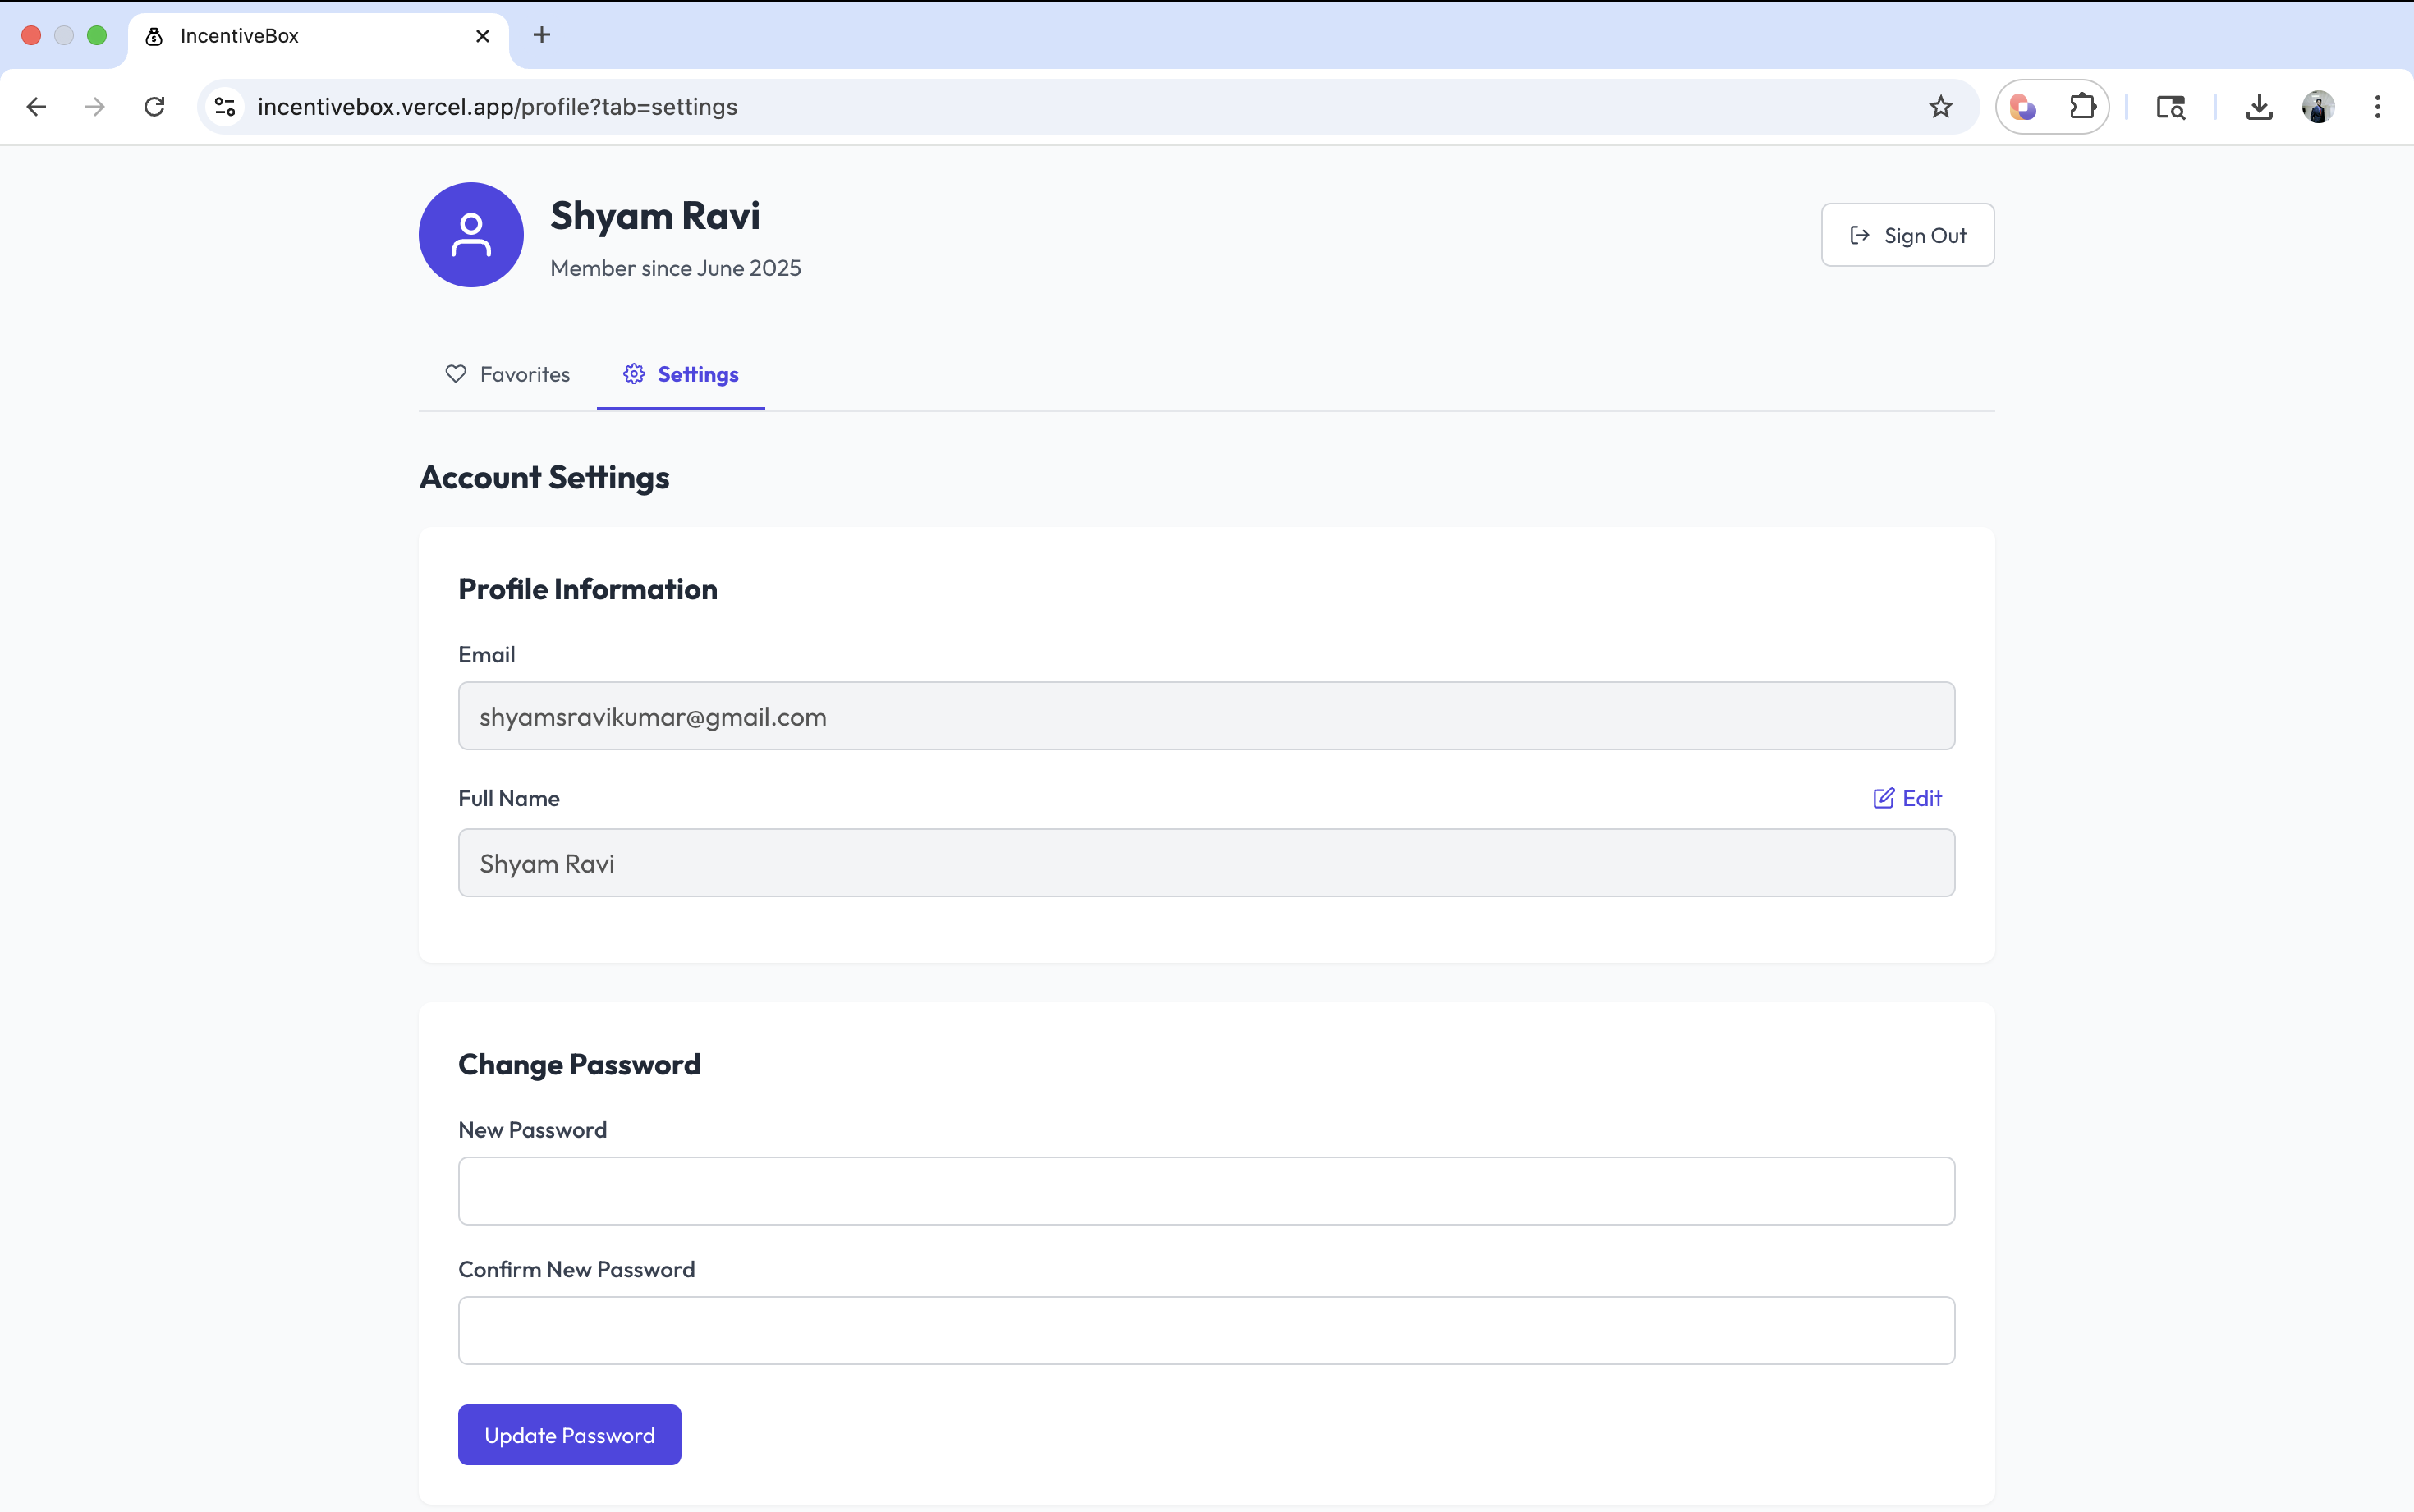 IncentiveBox
incentivebox.vercel.app/profile?tab=settings
Shyam Ravi
Member since June 2025
Sign Out
Favorites
Settings
Account Settings
Profile Information
Email
shyamsravikumar@gmail.com
Full Name
Edit
Shyam Ravi
Change Password
New Password
Confirm New Password
Update Password